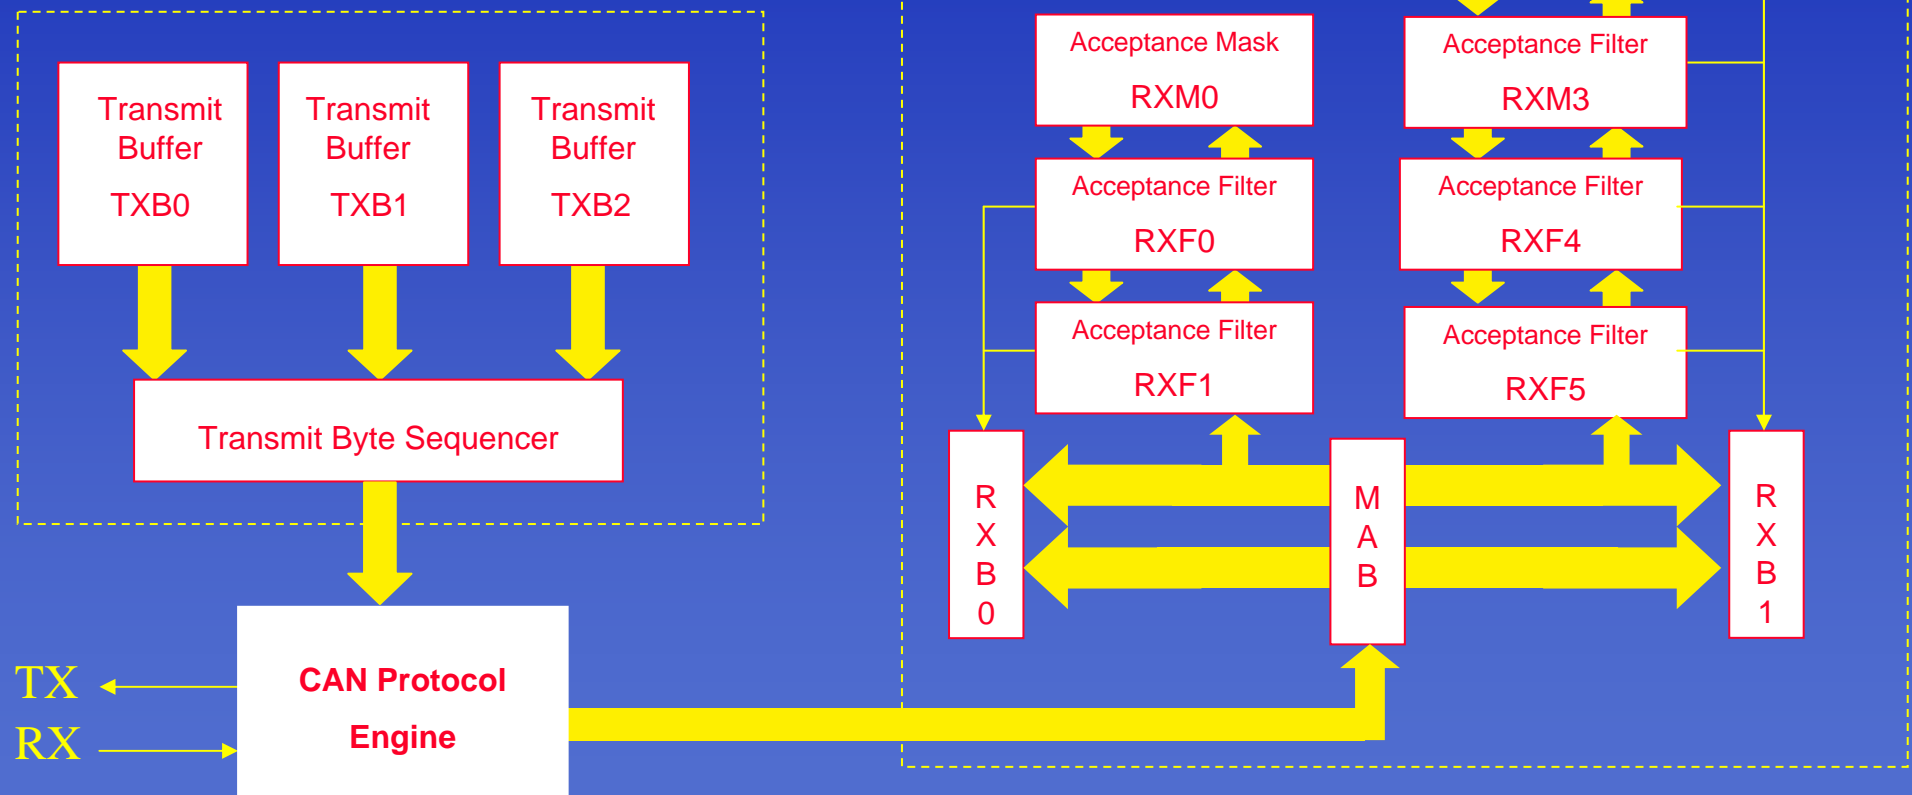 Transmit
Buffer
TXB0
Transmit
Buffer
TXB1
Transmit
Buffer
TXB2
Transmit Byte Sequencer
CAN Protocol
Engine
TX
RX
Acceptance Mask
RXM0
Acceptance Filter
RXF0
Acceptance Filter
RXF1
Acceptance Filter
RXM3
Acceptance Filter
RXF4
Acceptance Filter
RXF5
R
X
B
0
M
A
B
R
X
B
1